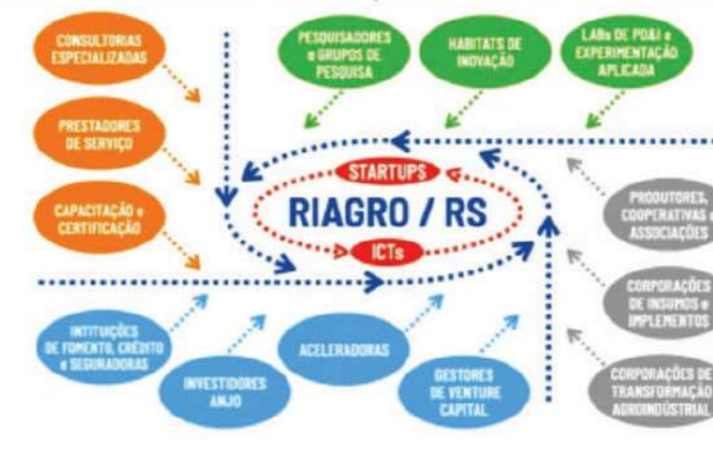 CONSULTORIAS
ESPECIALIZADAS
PESQUISADORES
e GRUPOS DE
PESQUISA
HABITATS DE
INOVAÇÃO
LABs DE PD&I e
EXPERIMENTAÇÃO
APLICADA
PRESTADORES
DE SERVIÇO
CAPACITAÇÃO e
CERTIFICAÇÃO
STARTUPS
RIAGRO / RS
ICTs
PRODUTORES,
COOPERATIVAS e
ASSOCIAÇÕES
CORPORAÇÕES
DE INSUMOS e
IMPLEMENTOS
CORPORAÇÕES DE
TRANSFORMAÇÃO
AGROINDÚSTRIAL
INTITUIÇÕES
DE FOMENTO, CRÉDITO
e SEGURADORAS
INVESTIDORES
ANJO
ACELERADORAS
GESTORES
DE VENTURE
CAPITAL